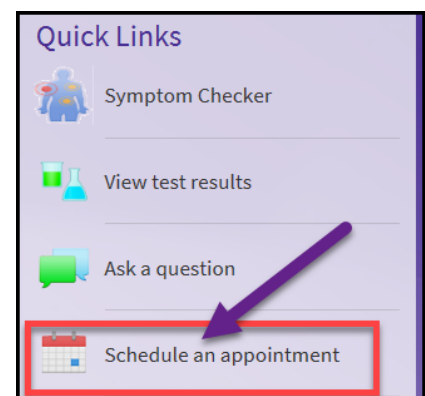 Quick Links
Symptom Checker
View test results
Ask a question
Schedule an appointment